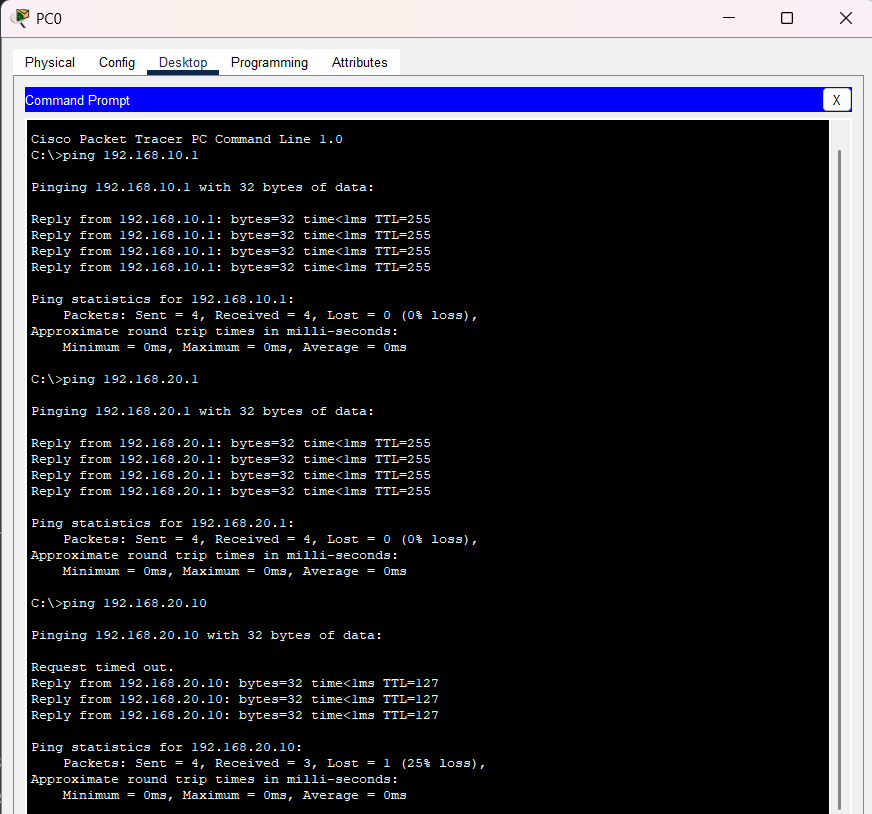 PC0
Physical Config Desktop Programming Attributes
Command Prompt X
Cisco Packet Tracer PC Command Line 1.0
C:\>ping 192.168.10.1
Pinging 192.168.10.1 with 32 bytes of data:
Reply from 192.168.10.1: bytes=32 time<1ms TTL=255
Reply from 192.168.10.1: bytes=32 time<1ms TTL=255
Reply from 192.168.10.1: bytes=32 time<1ms TTL=255
Reply from 192.168.10.1: bytes=32 time<1ms TTL=255
Ping statistics for 192.168.10.1:
    Packets: Sent = 4, Received = 4, Lost = 0 (0% loss),
Approximate round trip times in milli-seconds:
    Minimum = 0ms, Maximum = 0ms, Average = 0ms
C:\>ping 192.168.20.1
Pinging 192.168.20.1 with 32 bytes of data:
Reply from 192.168.20.1: bytes=32 time<1ms TTL=255
Reply from 192.168.20.1: bytes=32 time<1ms TTL=255
Reply from 192.168.20.1: bytes=32 time<1ms TTL=255
Reply from 192.168.20.1: bytes=32 time<1ms TTL=255
Ping statistics for 192.168.20.1:
    Packets: Sent = 4, Received = 4, Lost = 0 (0% loss),
Approximate round trip times in milli-seconds:
    Minimum = 0ms, Maximum = 0ms, Average = 0ms
C:\>ping 192.168.20.10
Pinging 192.168.20.10 with 32 bytes of data:
Request timed out.
Reply from 192.168.20.10: bytes=32 time<1ms TTL=127
Reply from 192.168.20.10: bytes=32 time<1ms TTL=127
Reply from 192.168.20.10: bytes=32 time<1ms TTL=127
Ping statistics for 192.168.20.10:
    Packets: Sent = 4, Received = 3, Lost = 1 (25% loss),
Approximate round trip times in milli-seconds:
    Minimum = 0ms, Maximum = 0ms, Average = 0ms